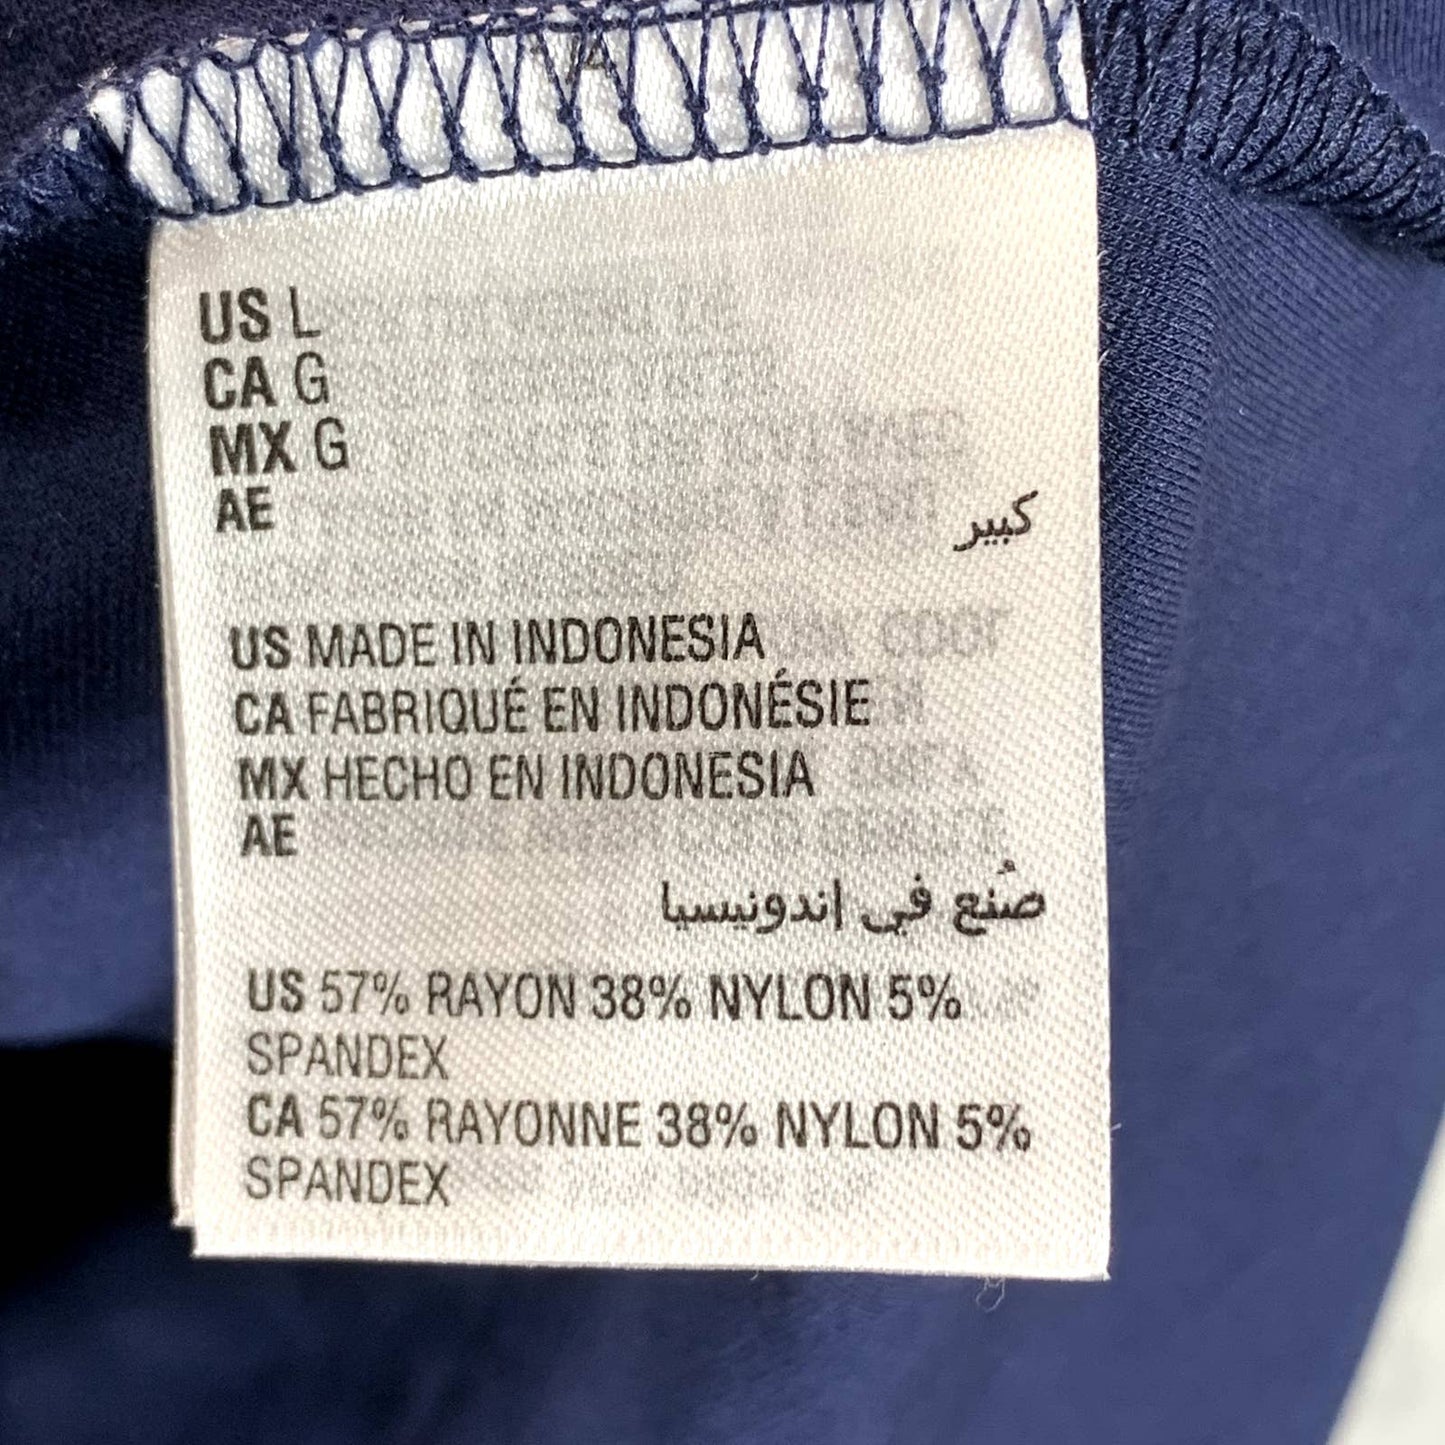 US L
CA G
MX G
AE
كبير
US MADE IN INDONESIA
CA FABRIQUÉ EN INDONÉSIE
MX HECHO EN INDONESIA
AE
صُنع في إندونيسيا
US 57% RAYON 38% NYLON 5%
SPANDEX
CA 57% RAYONNE 38% NYLON 5%
SPANDEX